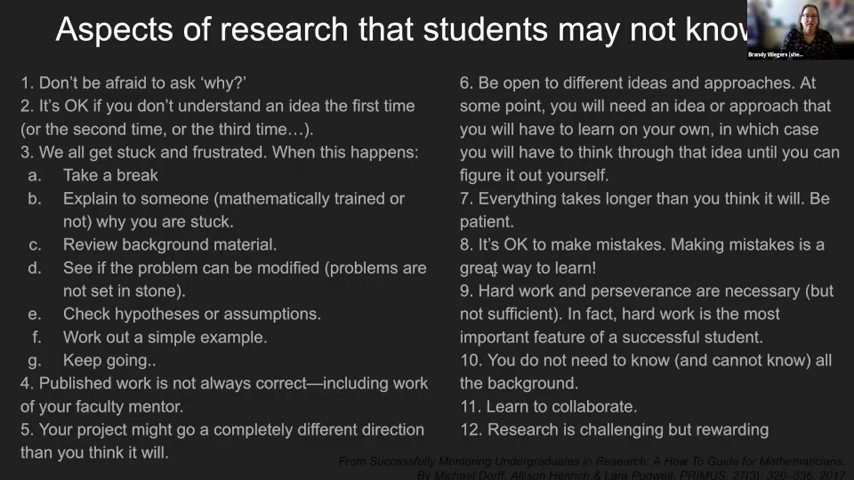 Aspects of research that students may not know
Brandy Wiegers (she...
1. Don't be afraid to ask 'why?'
2. It's OK if you don't understand an idea the first time
(or the second time, or the third time…).
3. We all get stuck and frustrated. When this happens:
a. Take a break
b. Explain to someone (mathematically trained or
not) why you are stuck.
c. Review background material.
d. See if the problem can be modified (problems are
not set in stone).
e. Check hypotheses or assumptions.
f. Work out a simple example.
g. Keep going..
4. Published work is not always correct—including work
of your faculty mentor.
5. Your project might go a completely different direction
than you think it will.
6. Be open to different ideas and approaches. At
some point, you will need an idea or approach that
you will have to learn on your own, in which case
you will have to think through that idea until you can
figure it out yourself.
7. Everything takes longer than you think it will. Be
patient.
8. It's OK to make mistakes. Making mistakes is a
great way to learn!
9. Hard work and perseverance are necessary (but
not sufficient). In fact, hard work is the most
important feature of a successful student.
10. You do not need to know (and cannot know) all
the background.
11. Learn to collaborate.
12. Research is challenging but rewarding
From Successfully Mentoring Undergraduates in Research: A How To Guide for Mathematicians.
By Michael Dorff, Allison Henrich & Lara Pudwell, PRIMUS, 27(3): 320–336, 2017